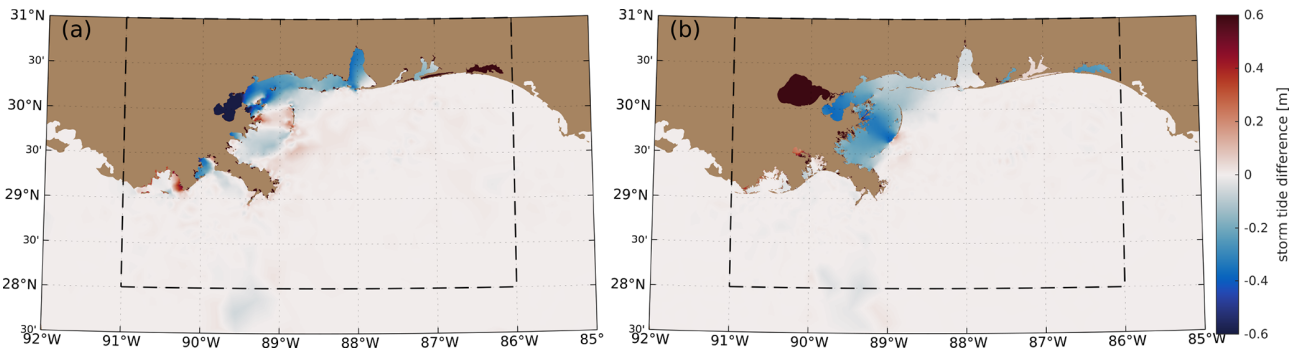 31°N (a) (b) 0.6
30' 30' 0.4
30°N 30°N 0.2
30' 30' 0
29°N 29°N -0.2
30' 30' -0.4
28°N 28°N -0.6
30' 30'
92°W 91°W 90°W 89°W 88°W 87°W 86°W 85° 92°W 91°W 90°W 89°W 88°W 87°W 86°W 85°W
31°N
storm tide difference [m]